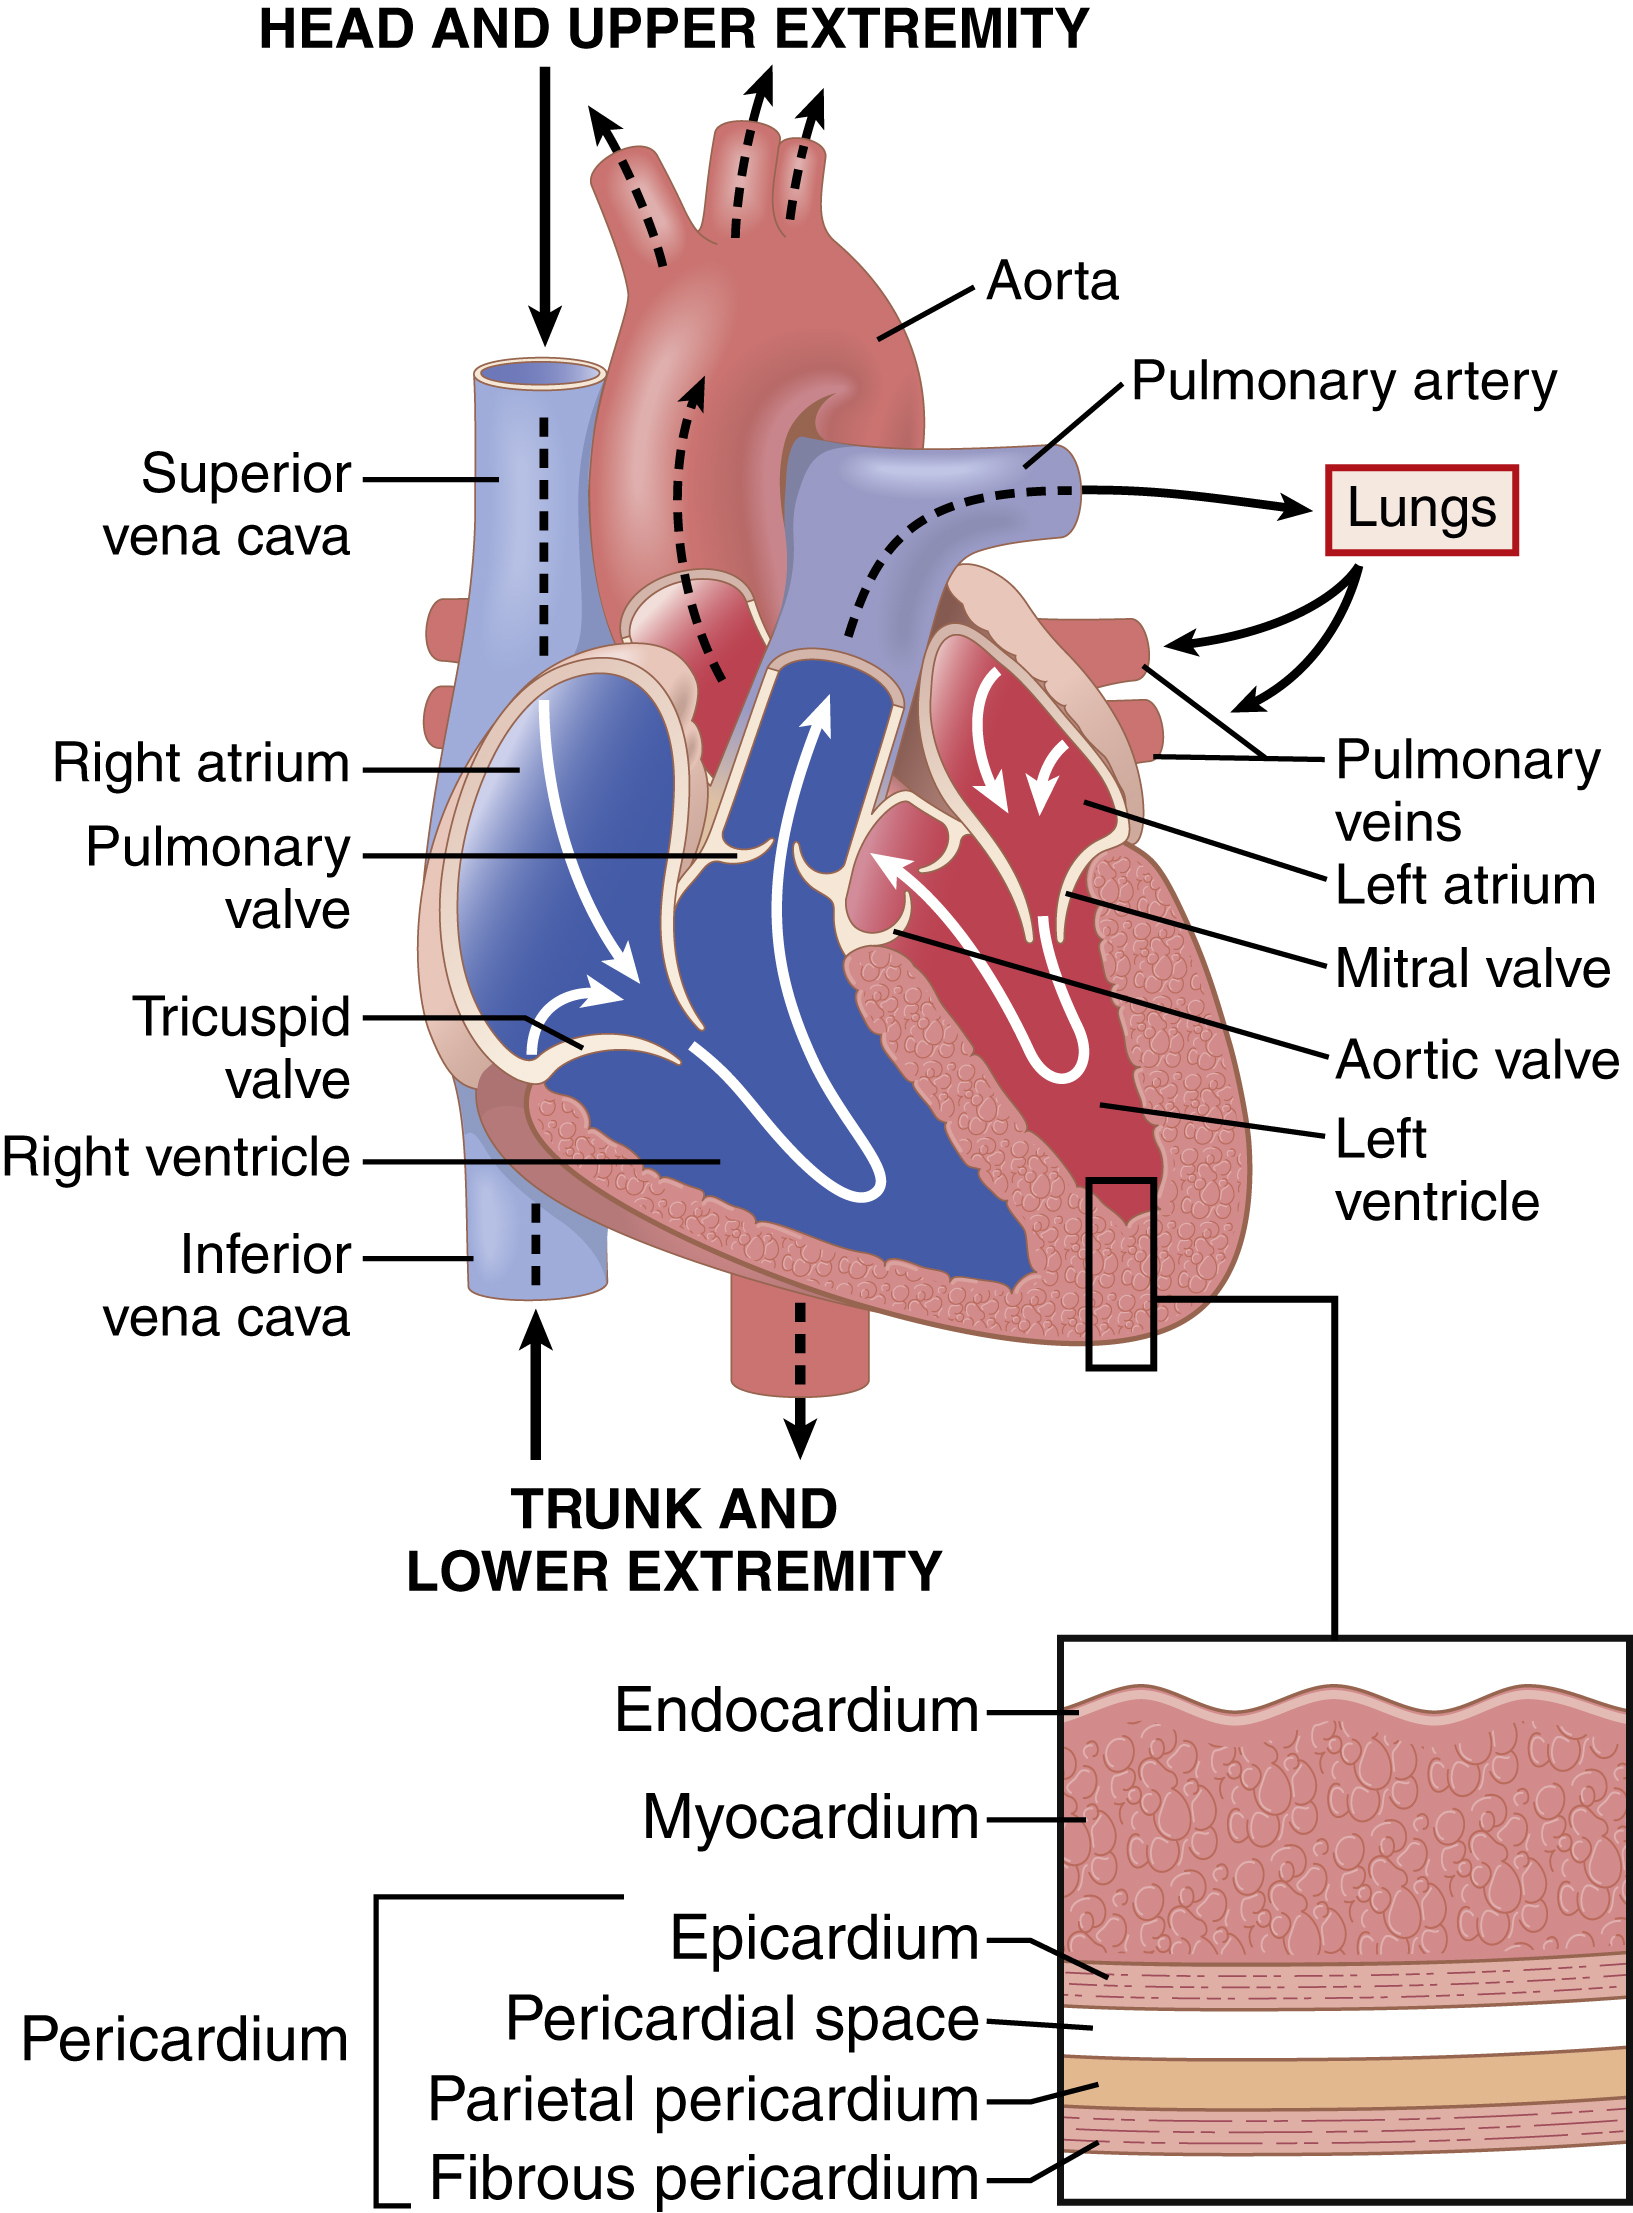 HEAD AND UPPER EXTREMITY
Aorta
Pulmonary artery
Superior
vena cava
Lungs
Right atrium
Pulmonary
valve
Tricuspid
valve
Right ventricle
Inferior
vena cava
Pulmonary
veins
Left atrium
Mitral valve
Aortic valve
Left
ventricle
TRUNK AND
LOWER EXTREMITY
Endocardium
Myocardium
Pericardium
Epicardium
Pericardial space
Parietal pericardium
Fibrous pericardium